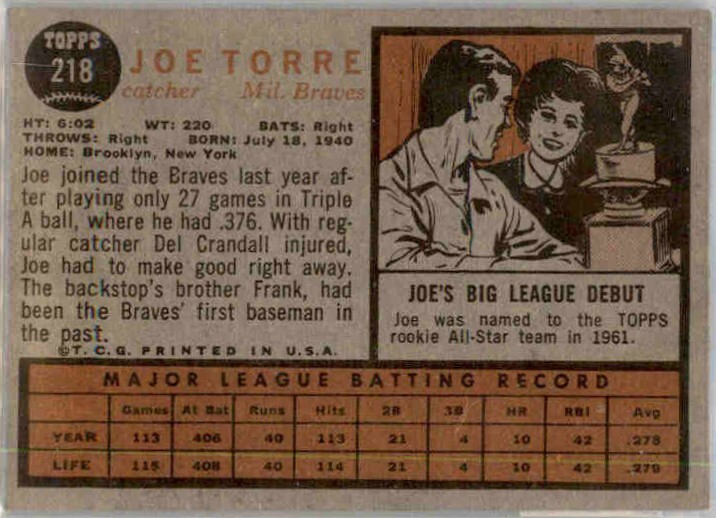 TOPPS
218
JOE TORRE
catcher Mil. Braves
HT: 6:02 WT: 220 BATS: Right
THROWS: Right BORN: July 18, 1940
HOME: Brooklyn, New York
Joe joined the Braves last year af-
ter playing only 27 games in Triple
A ball, where he had .376. With reg-
ular catcher Del Crandall injured,
Joe had to make good right away.
The backstop's brother Frank, had
been the Braves' first baseman in
the past.
©T. C. G. PRINTED IN U.S.A.
JOE'S BIG LEAGUE DEBUT
Joe was named to the TOPPS
rookie All-Star team in 1961.
MAJOR LEAGUE BATTING RECORD
Games At Bat Runs Hits 2B 3B HR RBI Avg
YEAR 113 406 40 113 21 4 10 42 .278
LIFE 115 408 40 114 21 4 10 42 .279